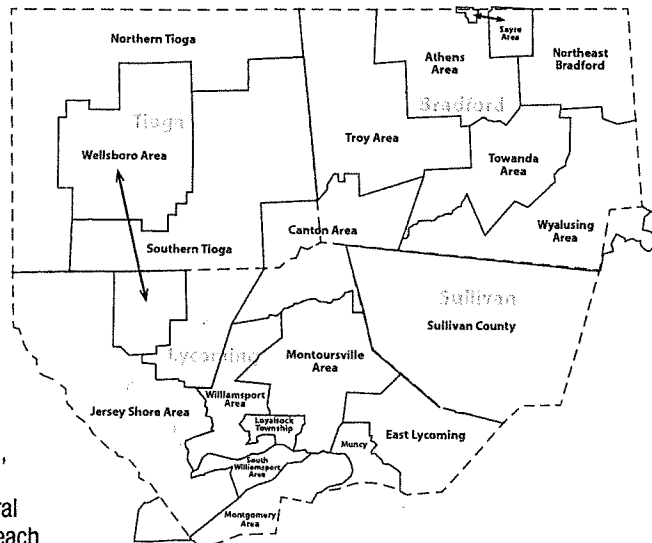 Northern Tioga
Sayre
Area
Athens
Area
Northeast
Bradford
Bradford
Tioga
Troy Area
Wellsboro Area
Towanda
Area
Canton Area
Wyalusing
Area
Southern Tioga
Sullivan
Sullivan County
Lycoming
Montoursville
Area
Jersey Shore Area
Williamsport
Area
Loyalsock
Township
Muncy
East Lycoming
South
Williamsport
Area
Montgomery
Area
,
ral
each